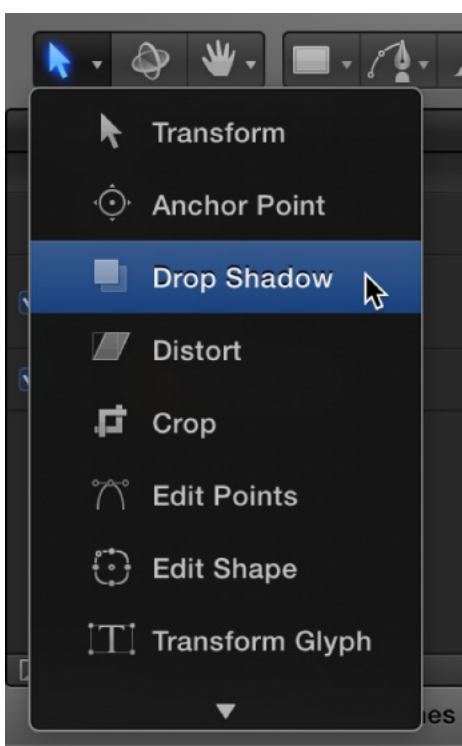 Transform
Anchor Point
Drop Shadow
Distort
Crop
Edit Points
Edit Shape
Transform Glyph